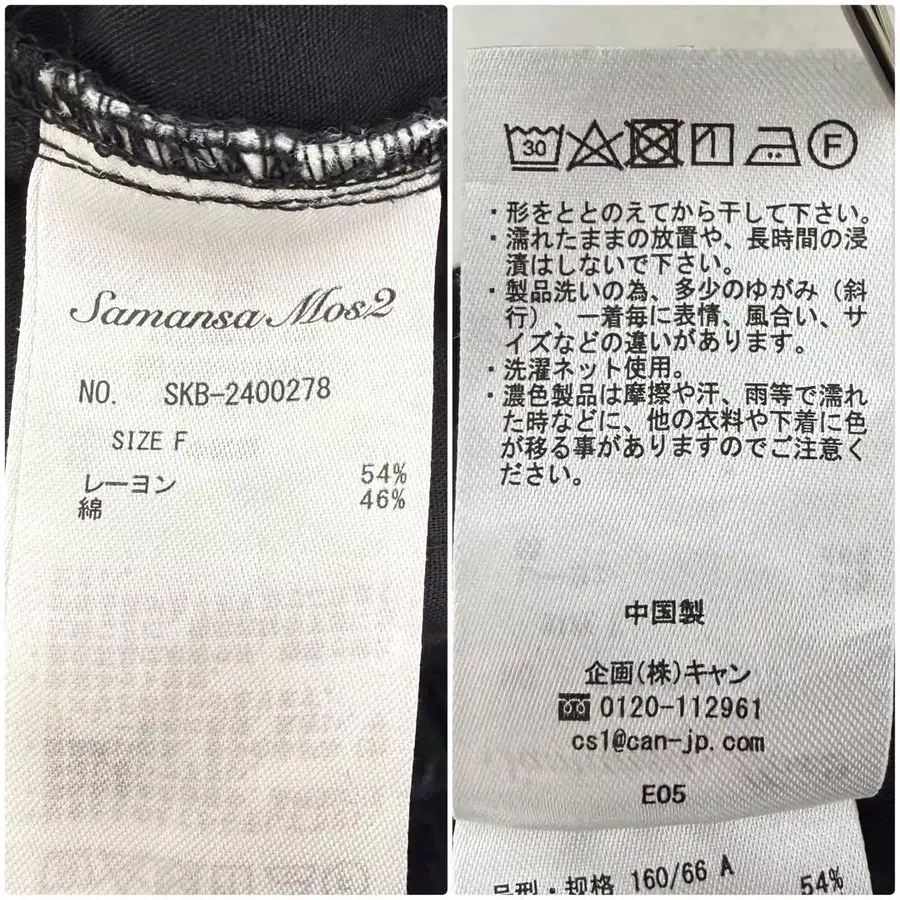 Samansa Mos2
NO. SKB-2400278
SIZE F
レーヨン 54%
綿 46%
30
F
・形をととのえてから干して下さい。
・濡れたままの放置や、長時間の浸
漬はしないで下さい。
・製品洗いの為、多少のゆがみ（斜
行）、一着毎に表情、風合い、サ
イズなどの違いがあります。
・洗濯ネット使用。
・濃色製品は摩擦や汗、雨等で濡れ
た時などに、他の衣料や下着に色
が移る事がありますのでご注意く
ださい。
中国製
企画(株)キャン
0120-112961
cs1@can-jp.com
E05
号型・规格 160/66 A
54%